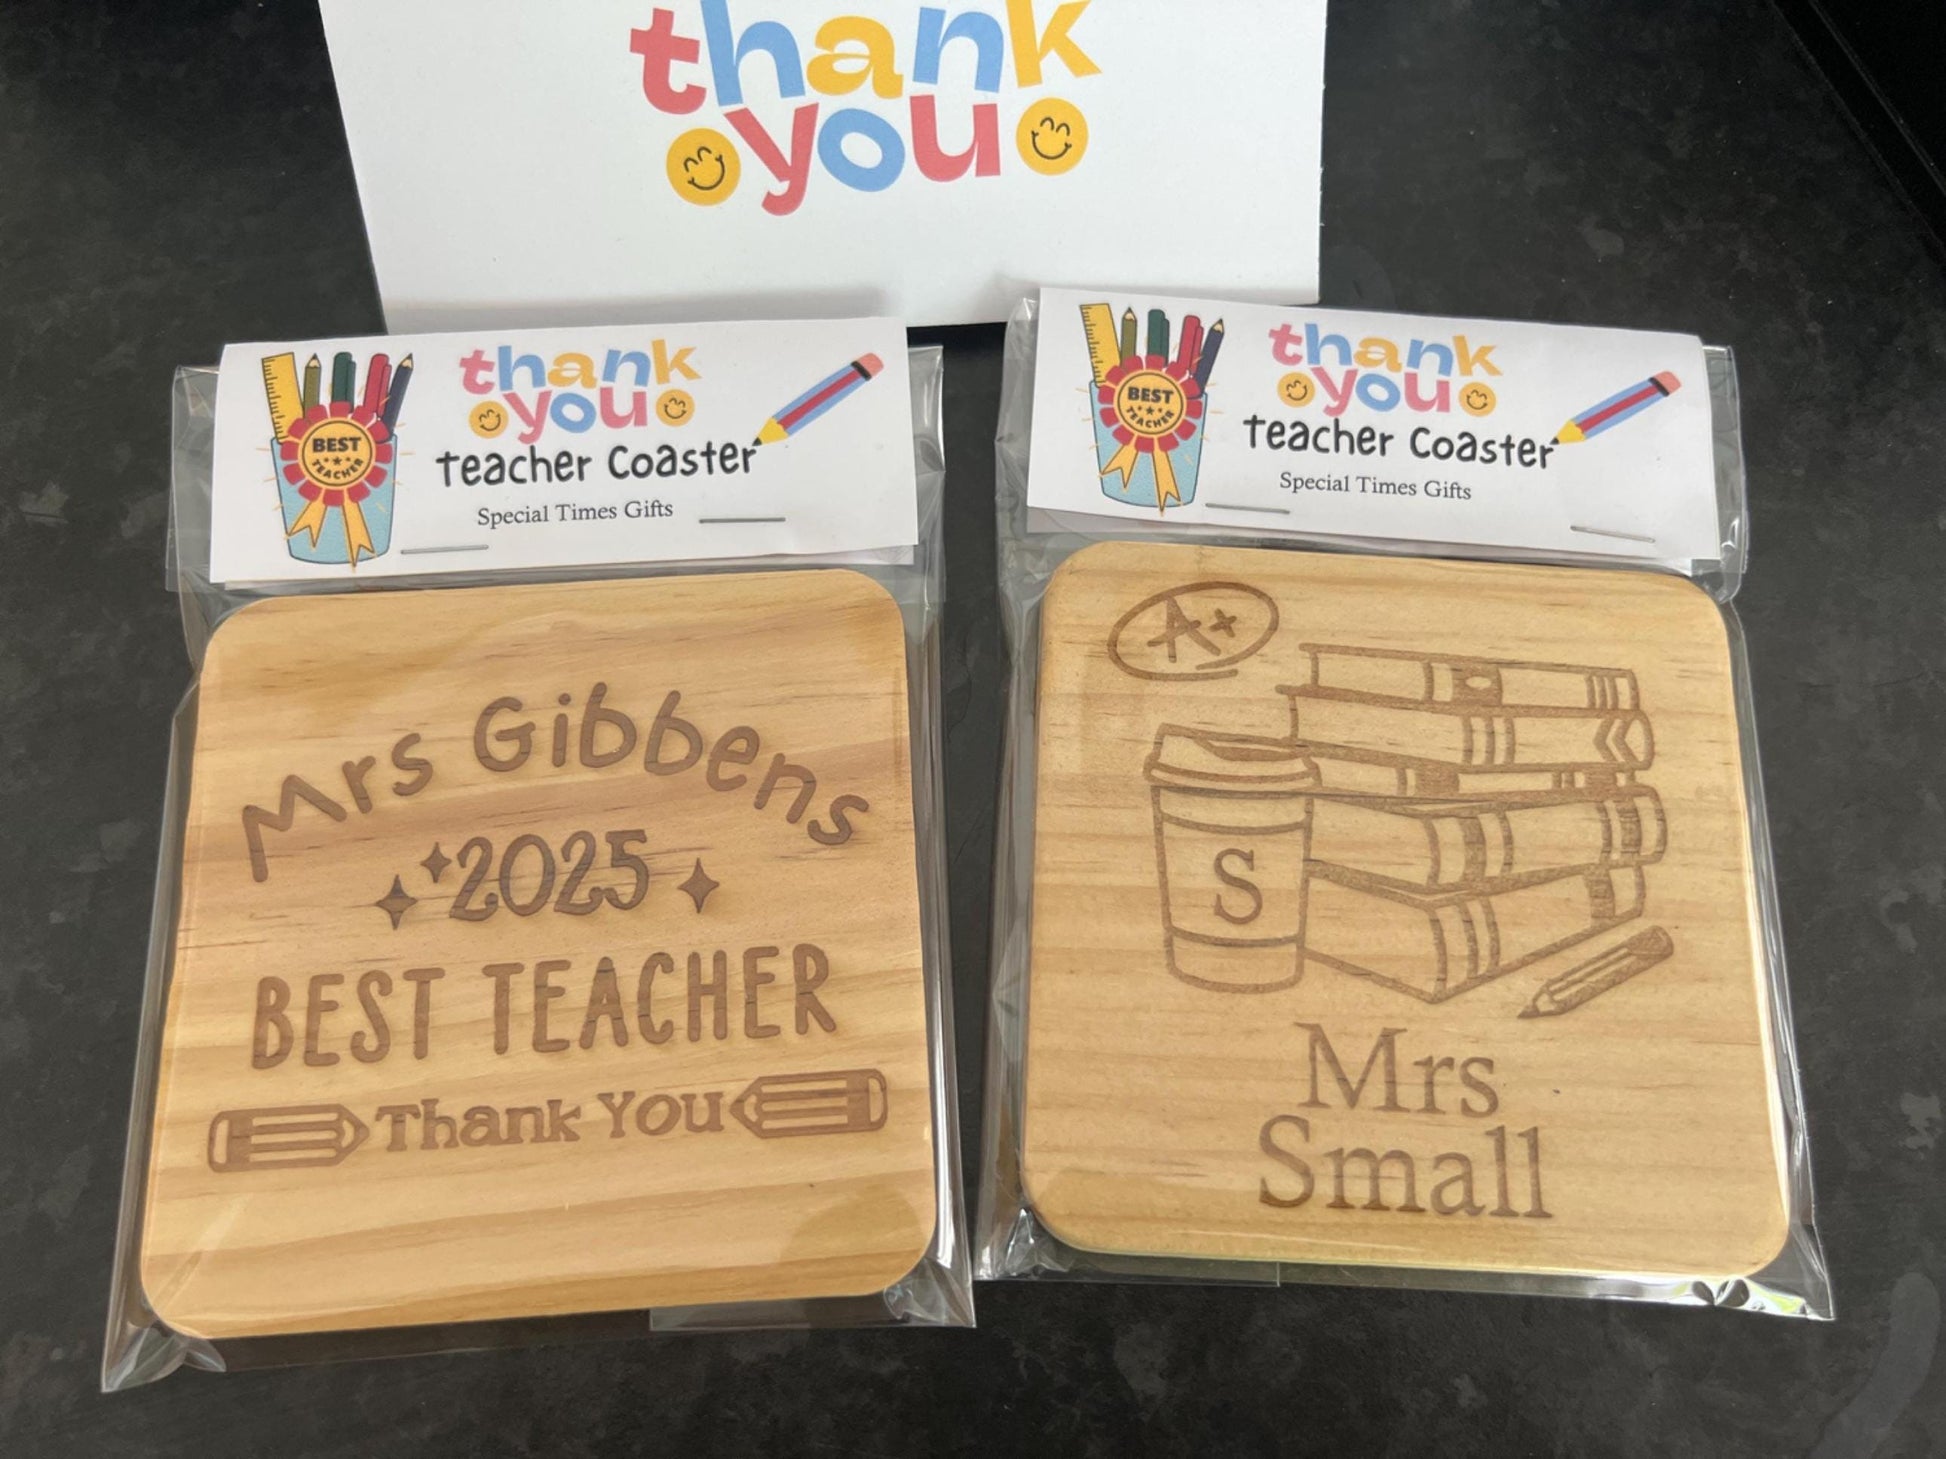 thank
you
thank
you
BEST
TEACHER
Teacher Coaster
Special Times Gifts
Mrs Gibbens
2025
BEST TEACHER
Thank You
thank
you
BEST
TEACHER
Teacher Coaster
Special Times Gifts
A+
S
Mrs
Small